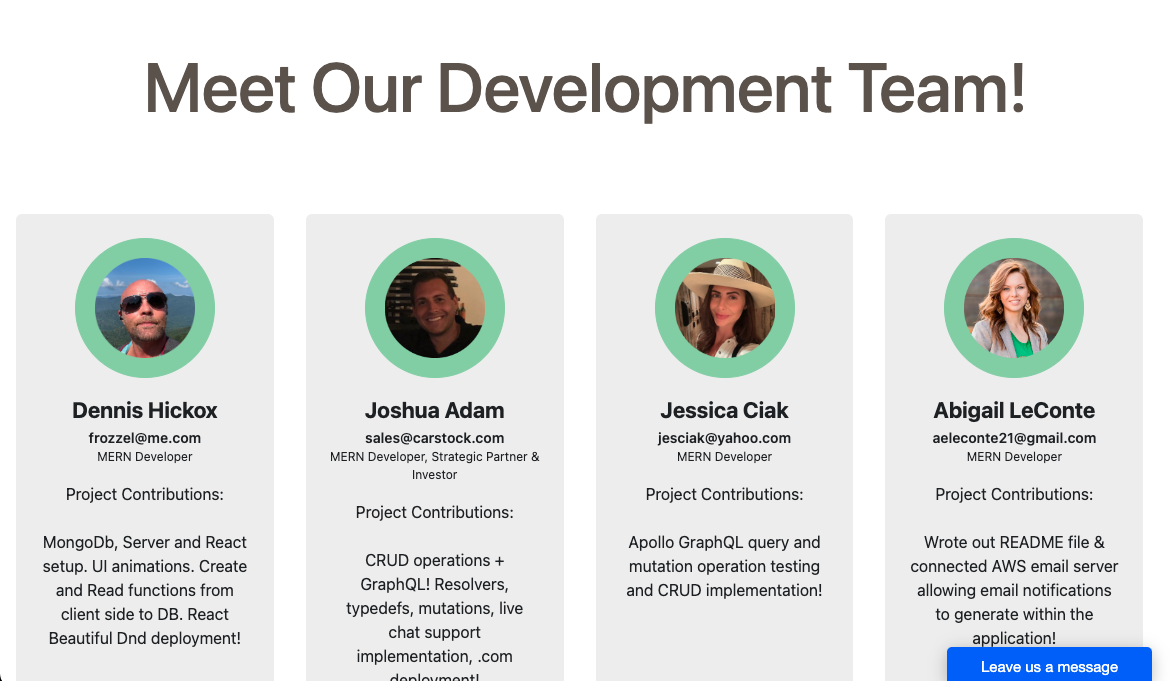 Meet Our Development Team!
Dennis Hickox
frozzel@me.com
MERN Developer
Project Contributions:
MongoDb, Server and React
setup. UI animations. Create
and Read functions from
client side to DB. React
Beautiful Dnd deployment!
Joshua Adam
sales@carstock.com
MERN Developer, Strategic Partner &
Investor
Project Contributions:
CRUD operations +
GraphQL! Resolvers,
typedefs, mutations, live
chat support
implementation, .com
deployment!
Jessica Ciak
jesciak@yahoo.com
MERN Developer
Project Contributions:
Apollo GraphQL query and
mutation operation testing
and CRUD implementation!
Abigail LeConte
aeleconte21@gmail.com
MERN Developer
Project Contributions:
Wrote out README file &
connected AWS email server
allowing email notifications
to generate within the
application!
Leave us a message